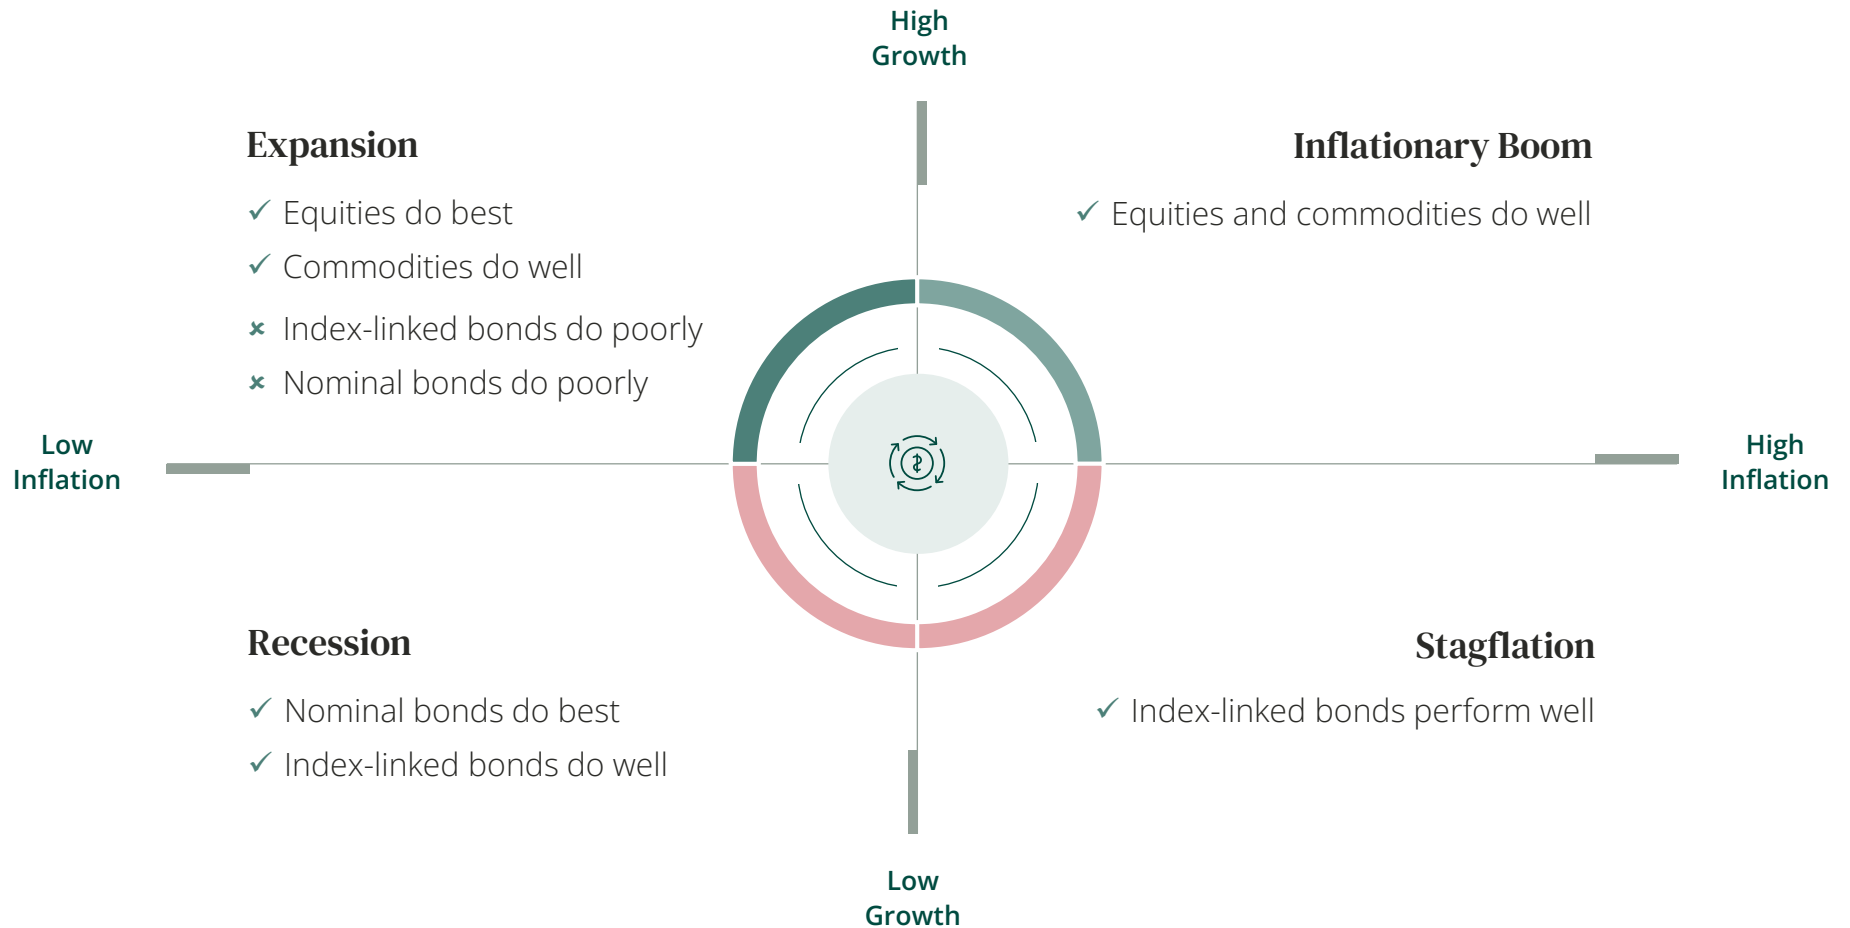 High
Growth
Expansion
Equities do best
Commodities do well
Index-linked bonds do poorly
Nominal bonds do poorly
Inflationary Boom
Equities and commodities do well
Low
Inflation
High
Inflation
Recession
Nominal bonds do best
Index-linked bonds do well
Stagflation
Index-linked bonds perform well
Low
Growth